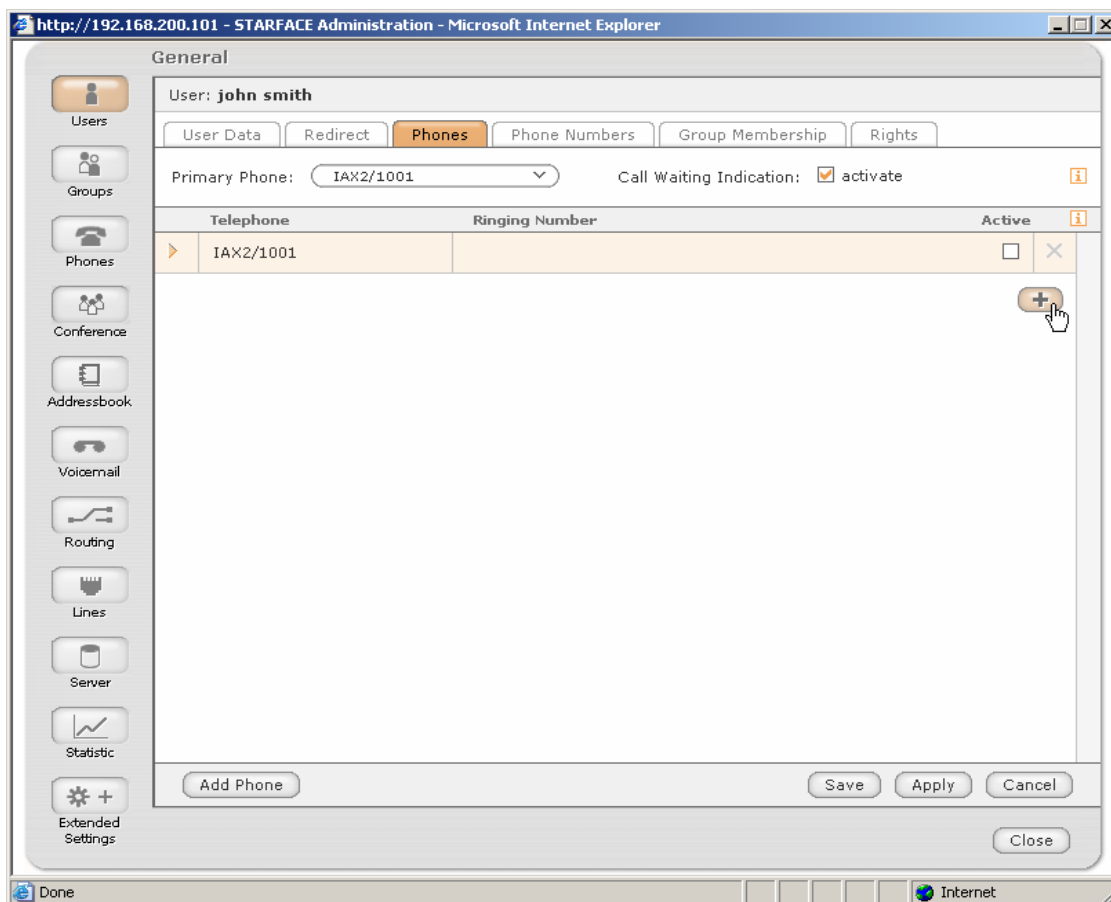 http://192.168.200.101 - STARFACE Administration - Microsoft Internet Explorer
General
User: john smith
User Data Redirect Phones Phone Numbers Group Membership Rights
Primary Phone: IAX2/1001 Call Waiting Indication: activate
Telephone Ringing Number Active
IAX2/1001
Users
Groups
Phones
Conference
Addressbook
Voicemail
Routing
Lines
Server
Statistic
Extended
Settings
Add Phone Save Apply Cancel
Close
Done Internet